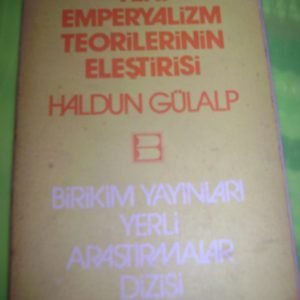 EMPERYALİZM
TEORİLERİNİN
ELEŞTİRİSİ
HALDUN GÜLALP
B
BİRİKİM YAYINLARI
YERLİ
ARAŞTIRMALAR
DİZİSİ